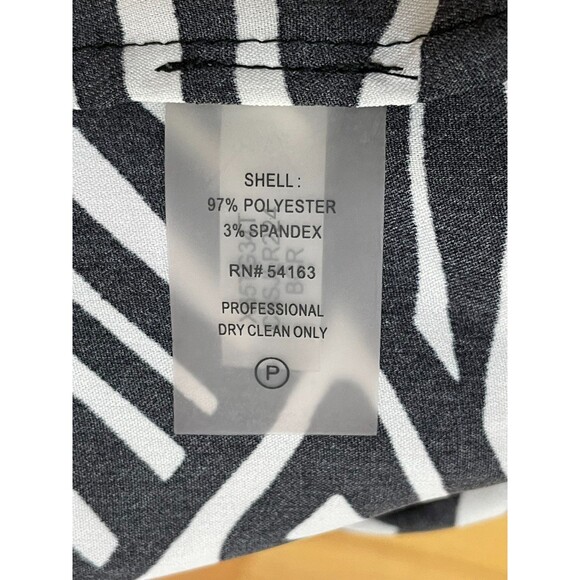 SHELL :
97% POLYESTER
3% SPANDEX
RN# 54163
PROFESSIONAL
DRY CLEAN ONLY
P